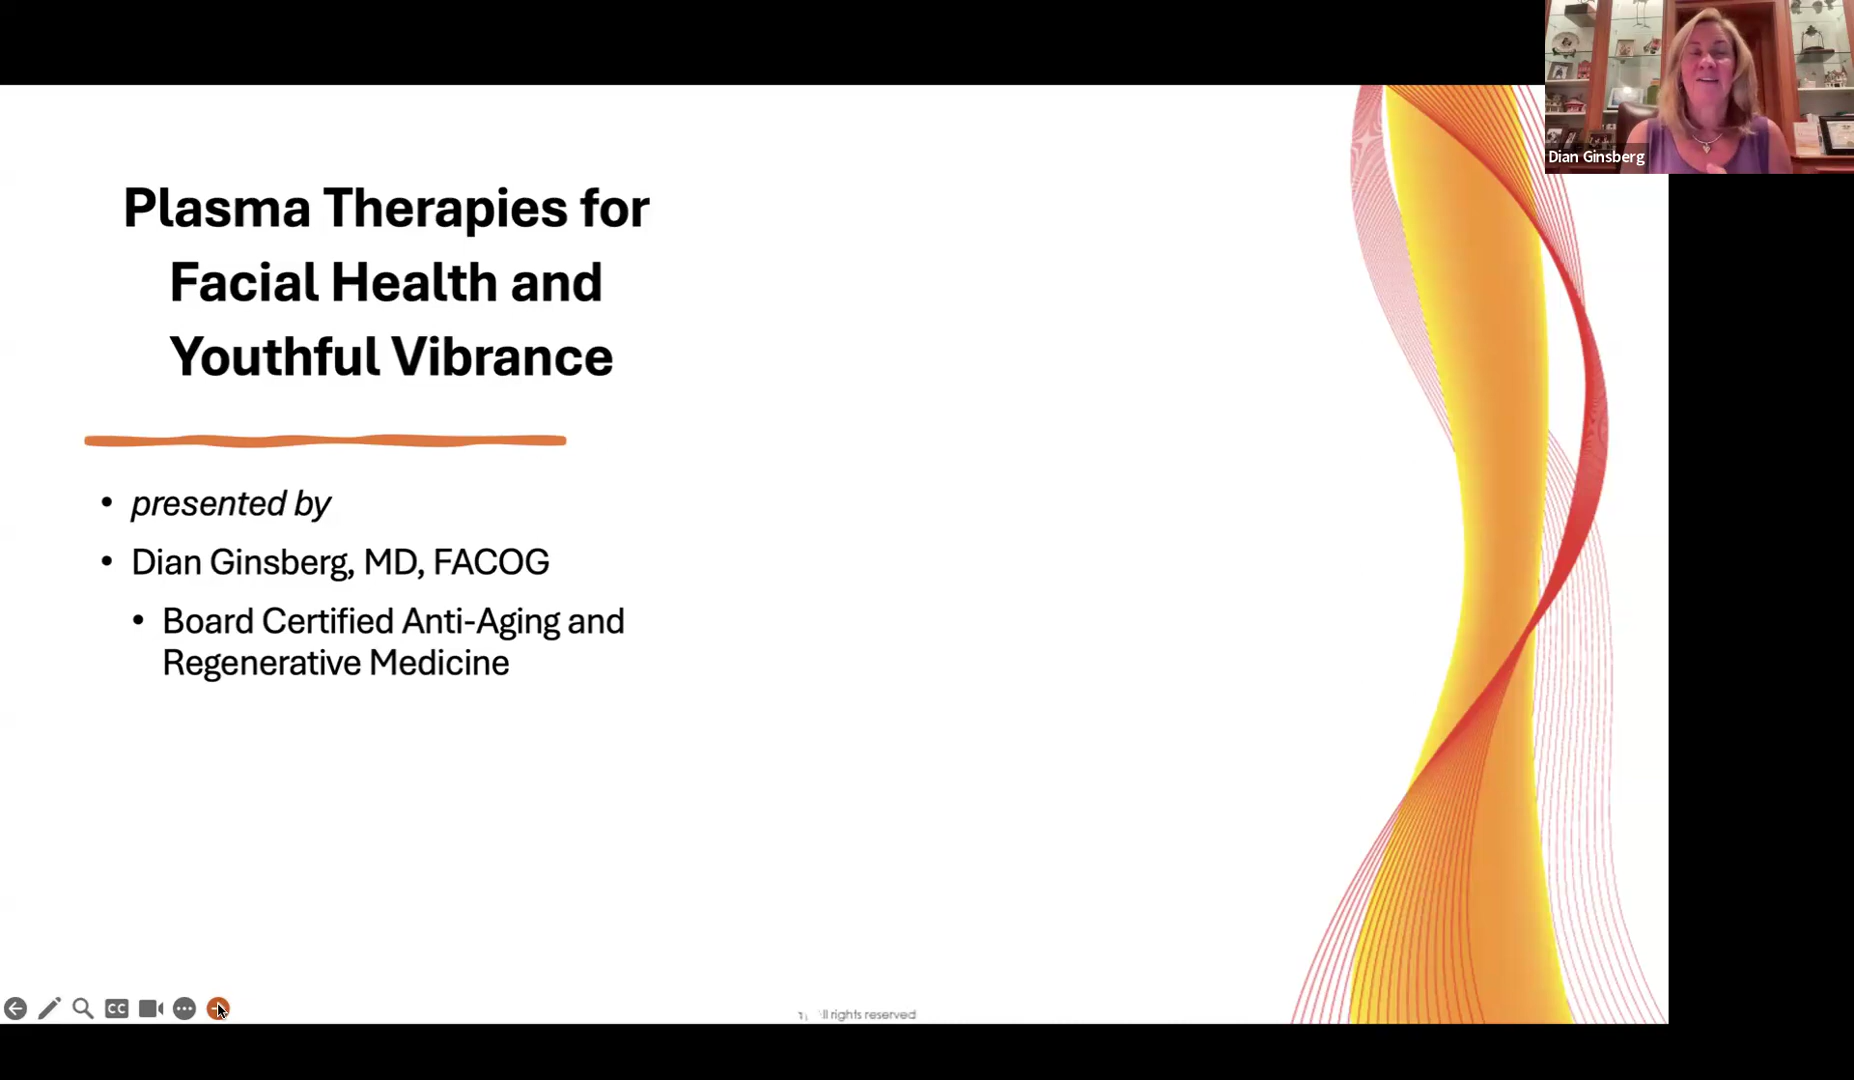 Dian Ginsberg
Plasma Therapies for
Facial Health and
Youthful Vibrance
• presented by
• Dian Ginsberg, MD, FACOG
• Board Certified Anti-Aging and
Regenerative Medicine
CC
ll rights reserved